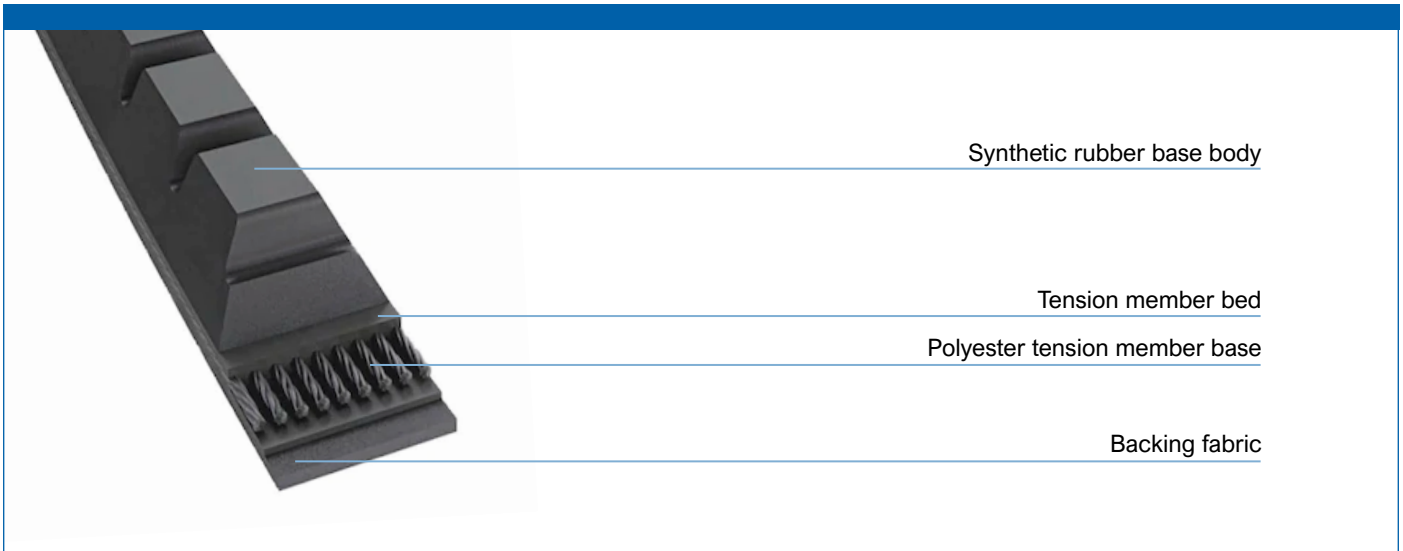 Synthetic rubber base body
Tension member bed
Polyester tension member base
Backing fabric